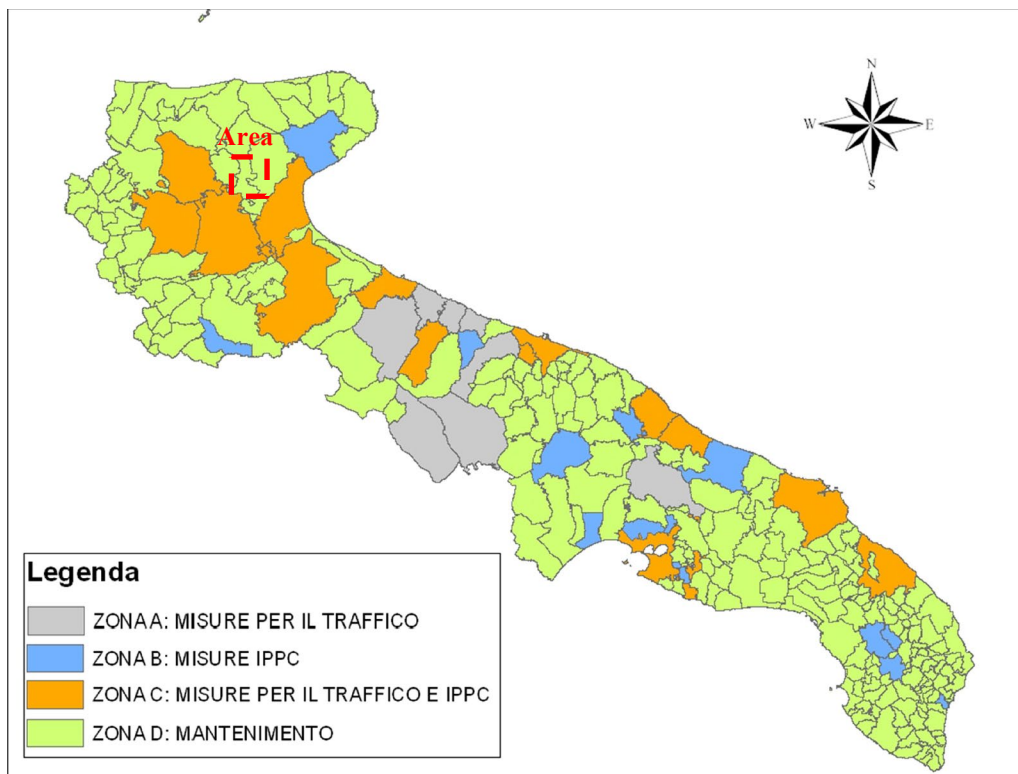 N
W E
S
Area
Legenda
ZONA A: MISURE PER IL TRAFFICO
ZONA B: MISURE IPPC
ZONA C: MISURE PER IL TRAFFICO E IPPC
ZONA D: MANTENIMENTO